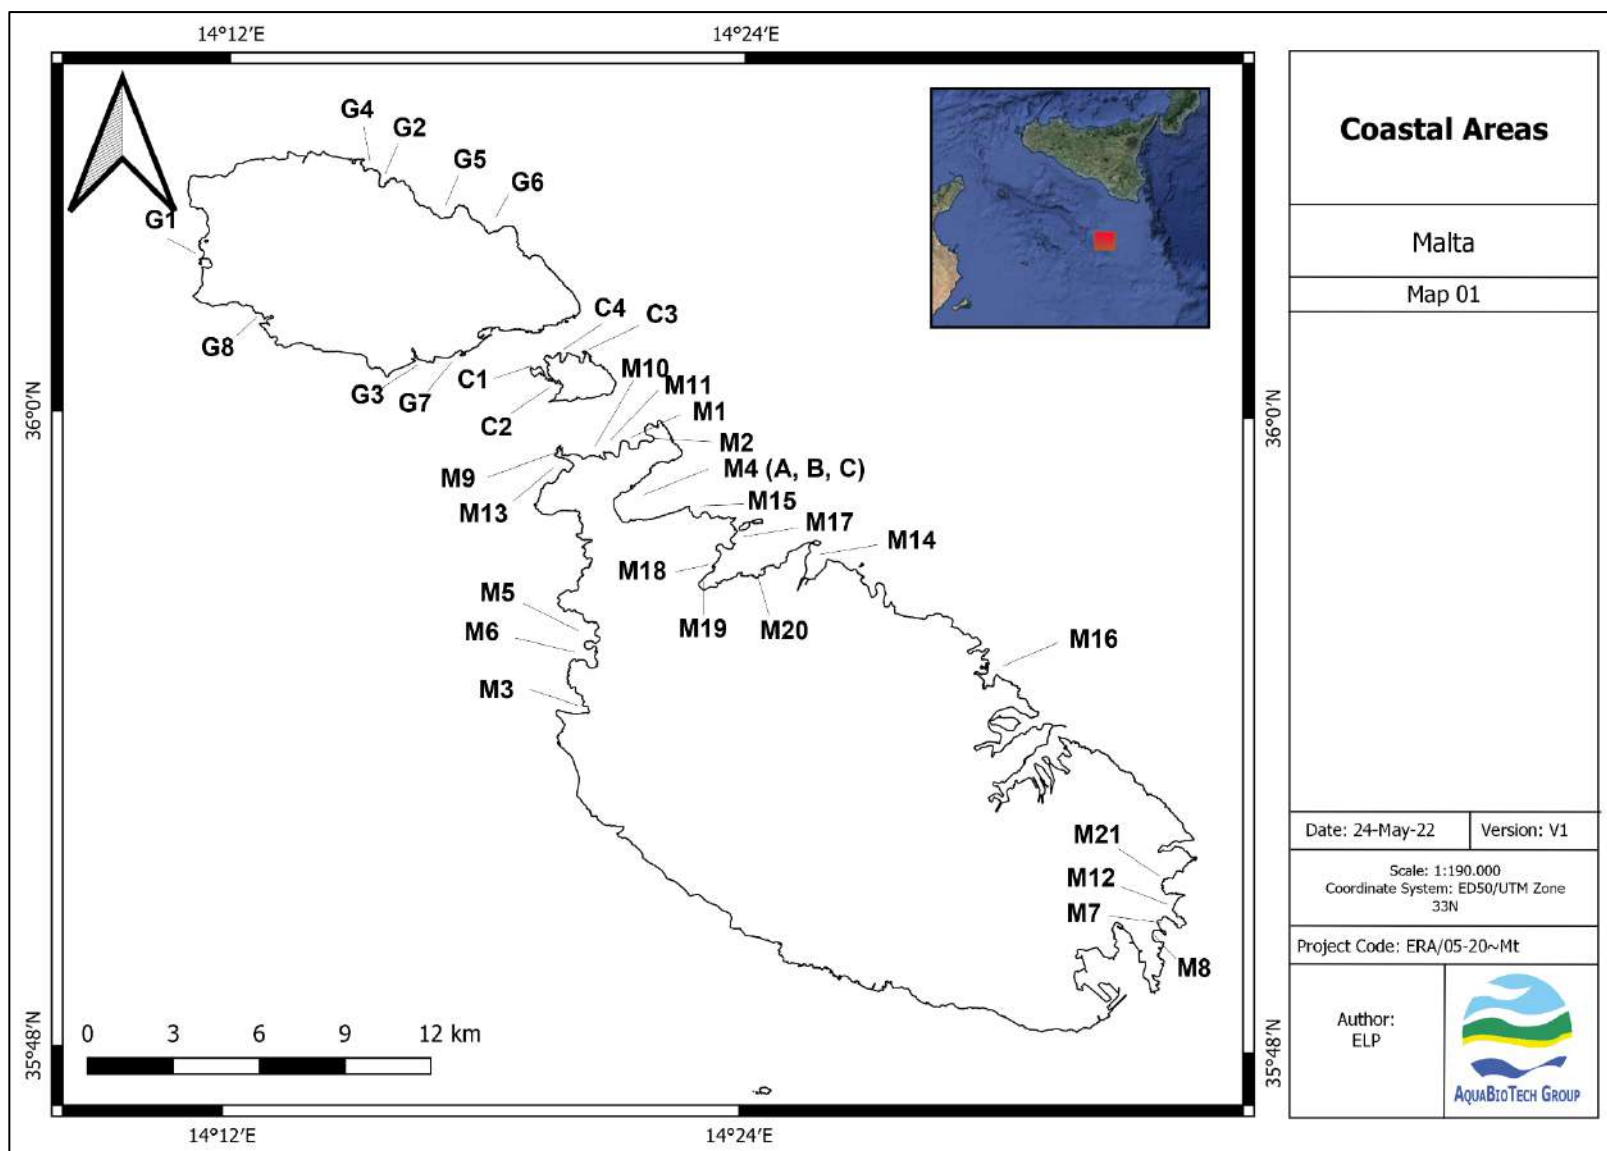 14°12'E
14°24'E
G4
G2
G5
G6
G1
C4
C3
G8
M10
C1
M11
G3
G7
M1
C2
M2
M9
M4 (A, B, C)
M13
M15
M17
M14
M18
M5
M19
M20
M6
M16
M3
M21
M12
M7
M8
36°0'N
36°0'N
35°48'N
35°48'N
0 3 6 9 12 km
14°12'E
14°24'E
Coastal Areas
Malta
Map 01
Date: 24-May-22
Version: V1
Scale: 1:190.000
Coordinate System: ED50/UTM Zone
33N
Project Code: ERA/05-20~Mt
Author:
ELP
AQUABIOTECH GROUP